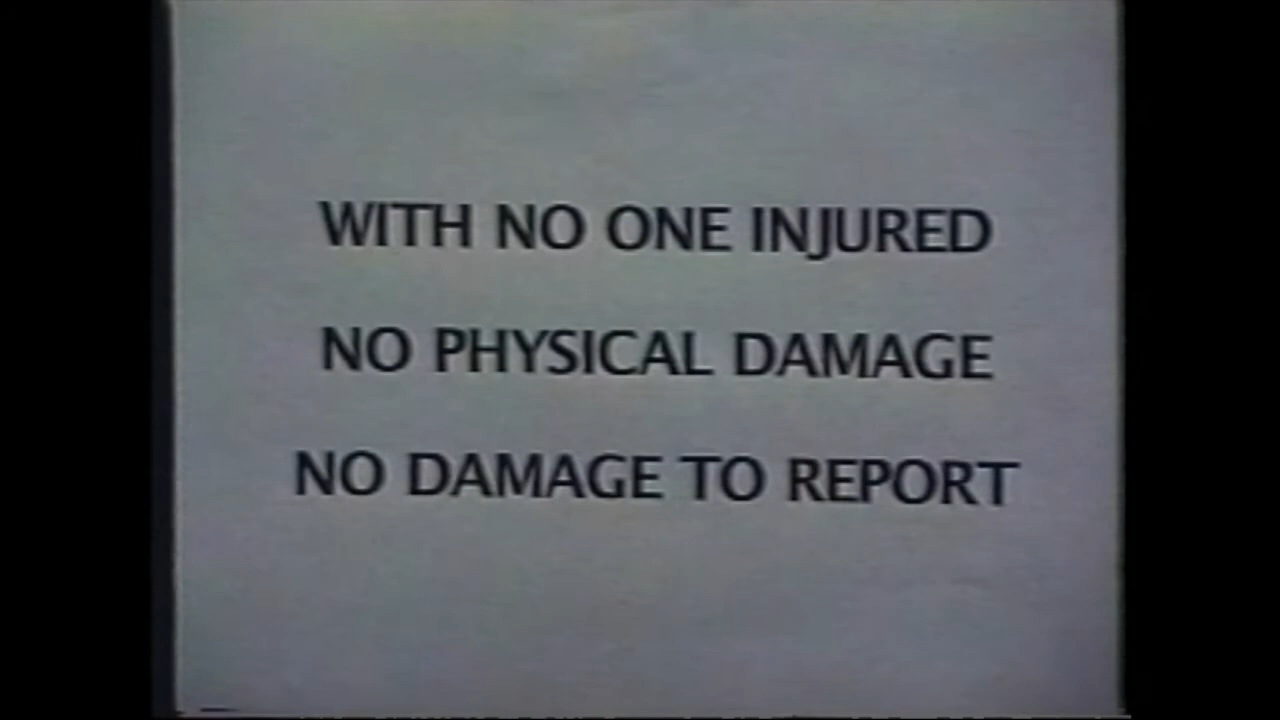 WITH NO ONE INJURED
NO PHYSICAL DAMAGE
NO DAMAGE TO REPORT